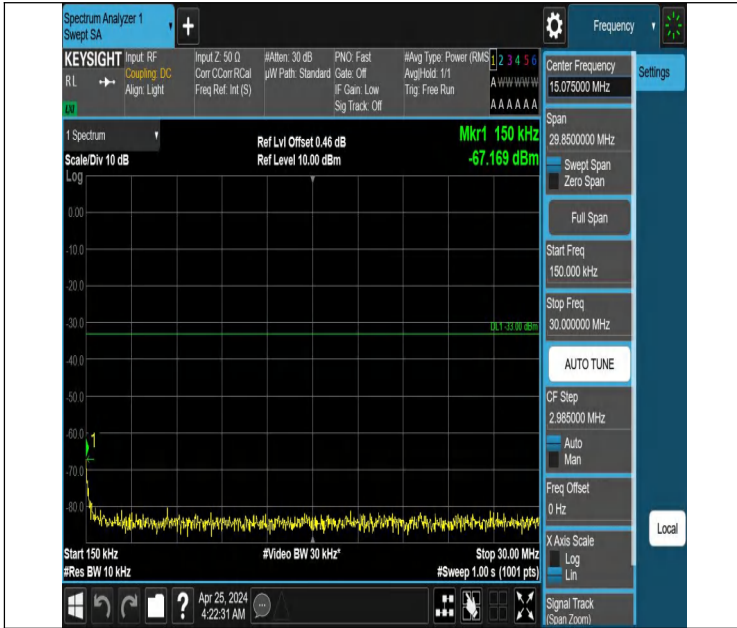 Spectrum Analyzer 1
Swept SA
+
Frequency
KEYSIGHT
RL
Input: RF
Coupling: DC
Align: Light
Input Z: 50 Ω
Corr CCorr RCal
Freq Ref: Int (S)
#Atten: 30 dB
µW Path: Standard
PNO: Fast
Gate: Off
IF Gain: Low
Sig Track: Off
#Avg Type: Power (RMS
Avg|Hold: 1/1
Trig: Free Run
1 2 3 4 5 6
A W W W W W
A A A A A A
1 Spectrum
Scale/Div 10 dB
Log
Ref Lvl Offset 0.46 dB
Ref Level 10.00 dBm
Mkr1 150 kHz
-67.169 dBm
0.00
-10.0
-20.0
-30.0
DL1 -33.00 dBm
-40.0
-50.0
-60.0
1
-70.0
-80.0
Start 150 kHz
#Res BW 10 kHz
#Video BW 30 kHz*
Stop 30.00 MHz
#Sweep 1.00 s (1001 pts)
Center Frequency
15.075000 MHz
Settings
Span
29.8500000 MHz
Swept Span
Zero Span
Full Span
Start Freq
150.000 kHz
Stop Freq
30.000000 MHz
AUTO TUNE
CF Step
2.985000 MHz
Auto
Man
Freq Offset
0 Hz
X Axis Scale
Log
Lin
Local
Signal Track
(Span Zoom)
?
Apr 25, 2024
4:22:31 AM